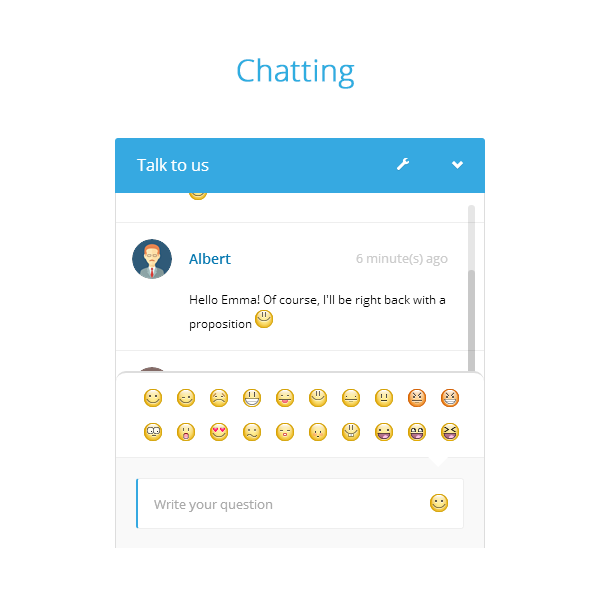 Chatting
Talk to us
Albert
6 minute(s) ago
Hello Emma! Of course, I'll be right back with a
proposition
Write your question